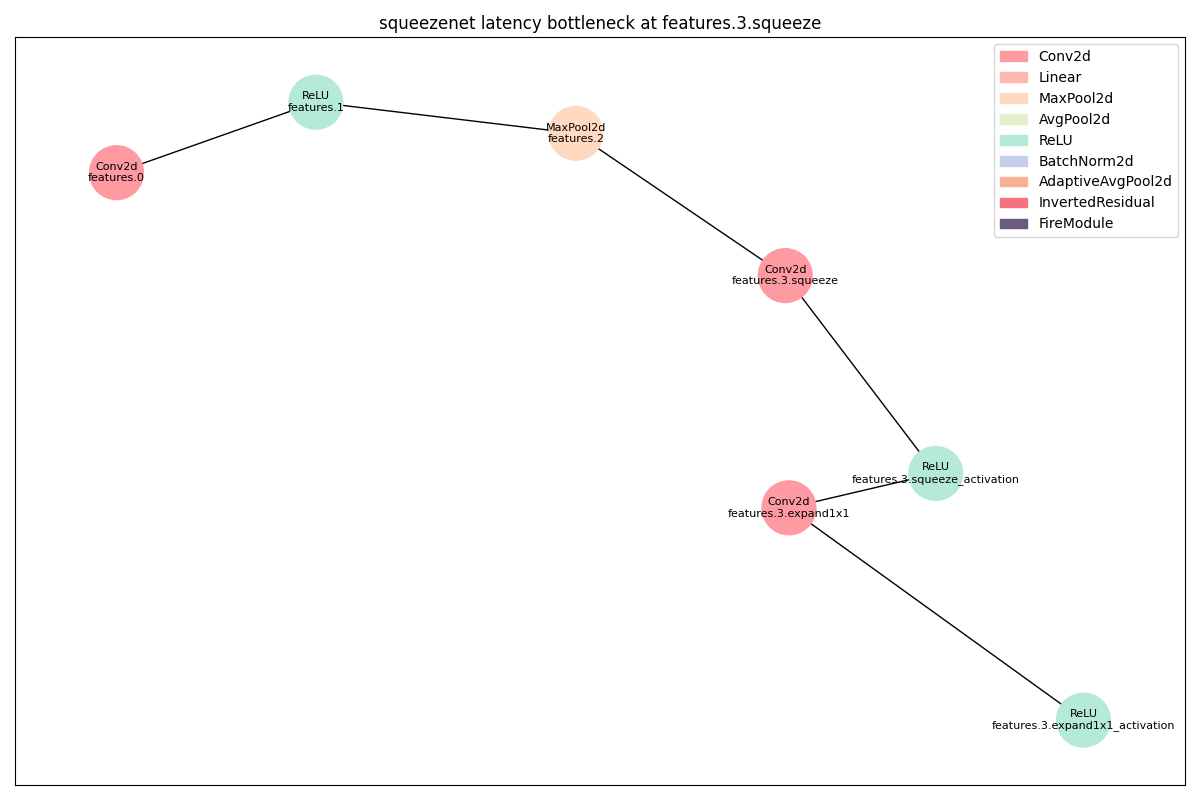 squeezenet latency bottleneck at features.3.squeeze
Conv2d
Linear
MaxPool2d
AvgPool2d
ReLU
BatchNorm2d
AdaptiveAvgPool2d
InvertedResidual
FireModule
ReLU
features.1
MaxPool2d
features.2
Conv2d
features.0
Conv2d
features.3.squeeze
ReLU
features.3.squeeze_activation
Conv2d
features.3.expand1x1
ReLU
features.3.expand1x1_activation